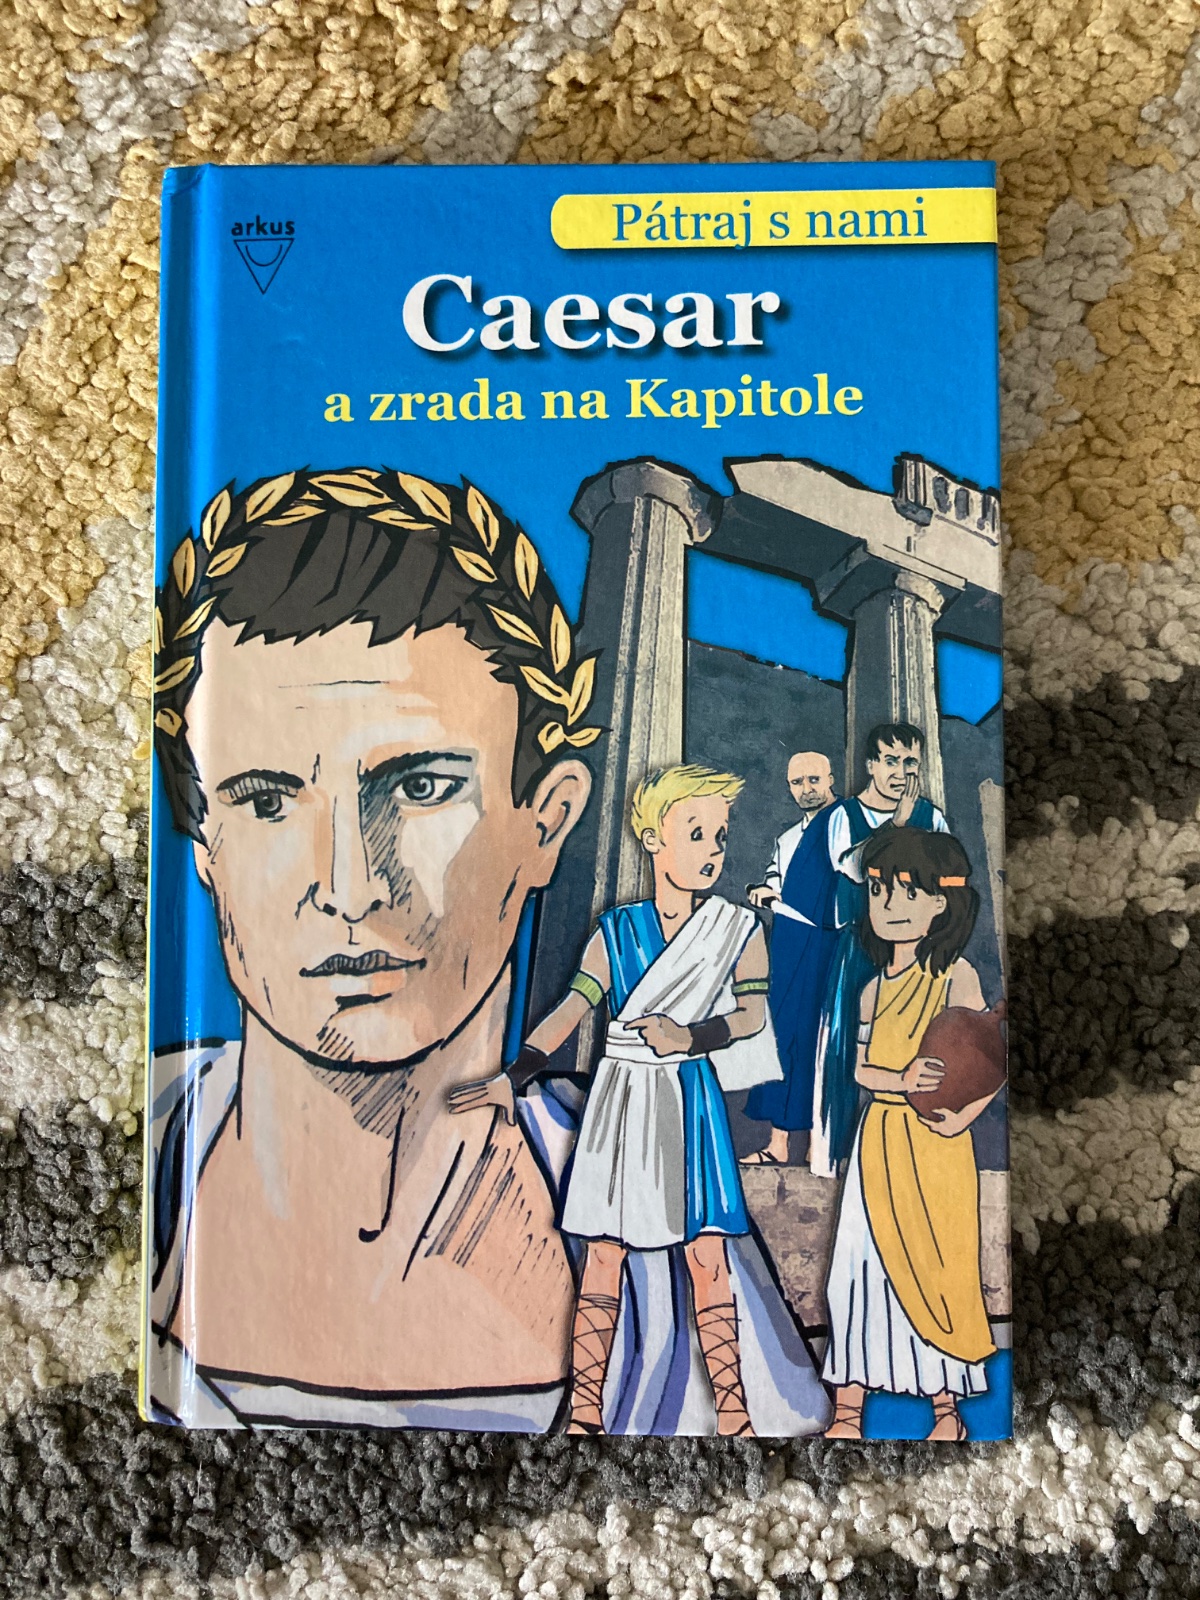 arkus
Pátraj s nami
Caesar
a zrada na Kapitole